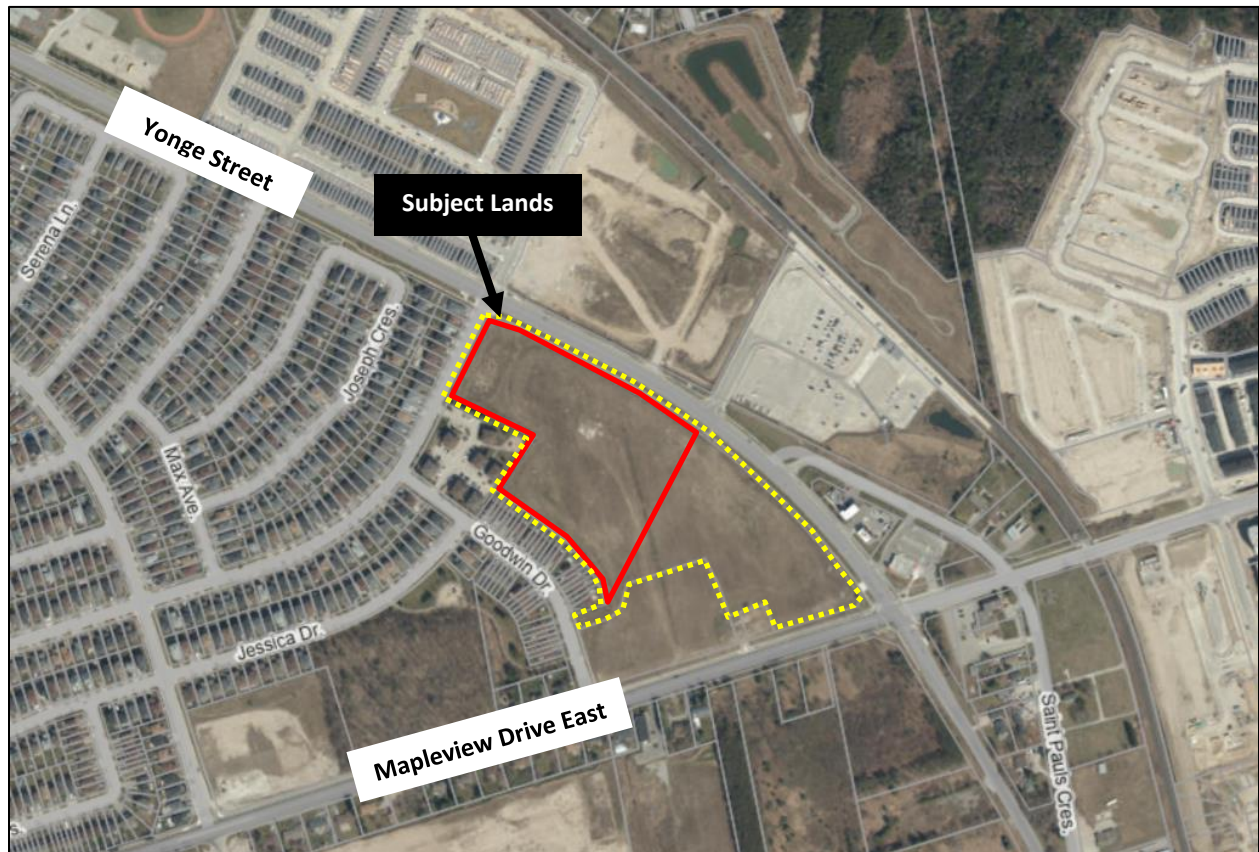 Yonge Street
Subject Lands
Serena Ln.
Joseph Cres.
Max Ave.
Goodwin Dr.
Jessica Dr.
Mapleview Drive East
Saint Pauls Cres.
s.